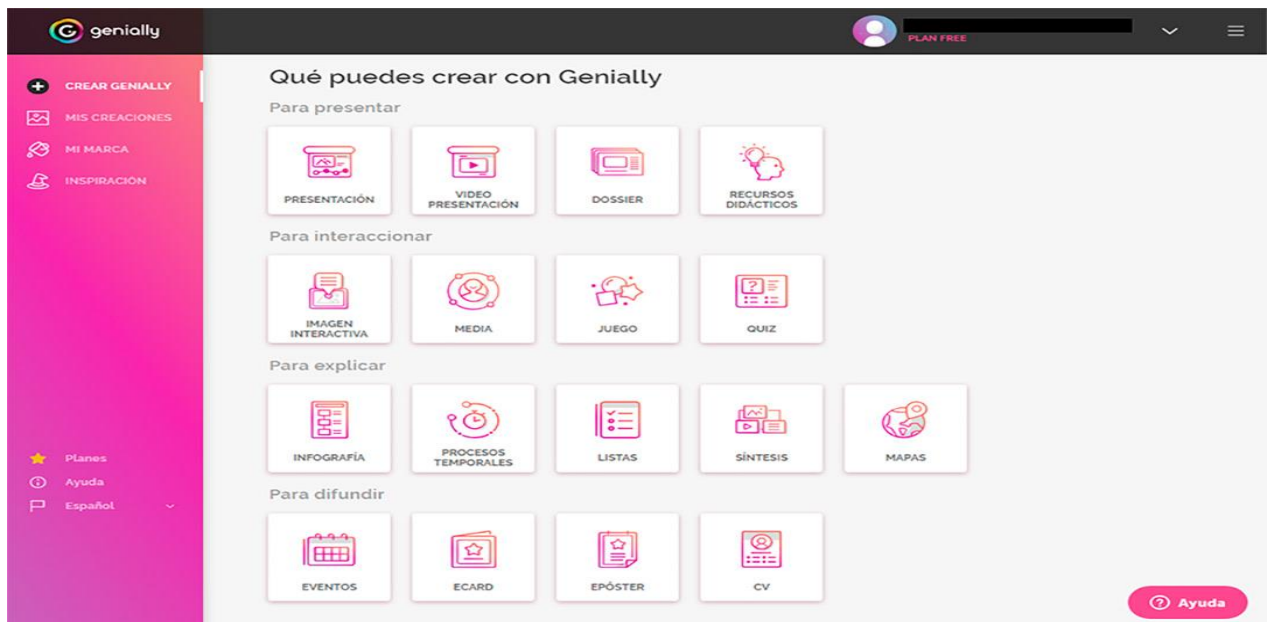 genially
PLAN FREE
CREAR GENIALLY
MIS CREACIONES
MI MARCA
INSPIRACIÓN
Planes
Ayuda
Español
Qué puedes crear con Genially
Para presentar
PRESENTACIÓN
VIDEO
PRESENTACIÓN
DOSSIER
RECURSOS
DIDÁCTICOS
Para interaccionar
IMAGEN
INTERACTIVA
MEDIA
JUEGO
QUIZ
Para explicar
INFOGRAFÍA
PROCESOS
TEMPORALES
LISTAS
SÍNTESIS
MAPAS
Para difundir
EVENTOS
ECARD
EPÓSTER
CV
Ayuda